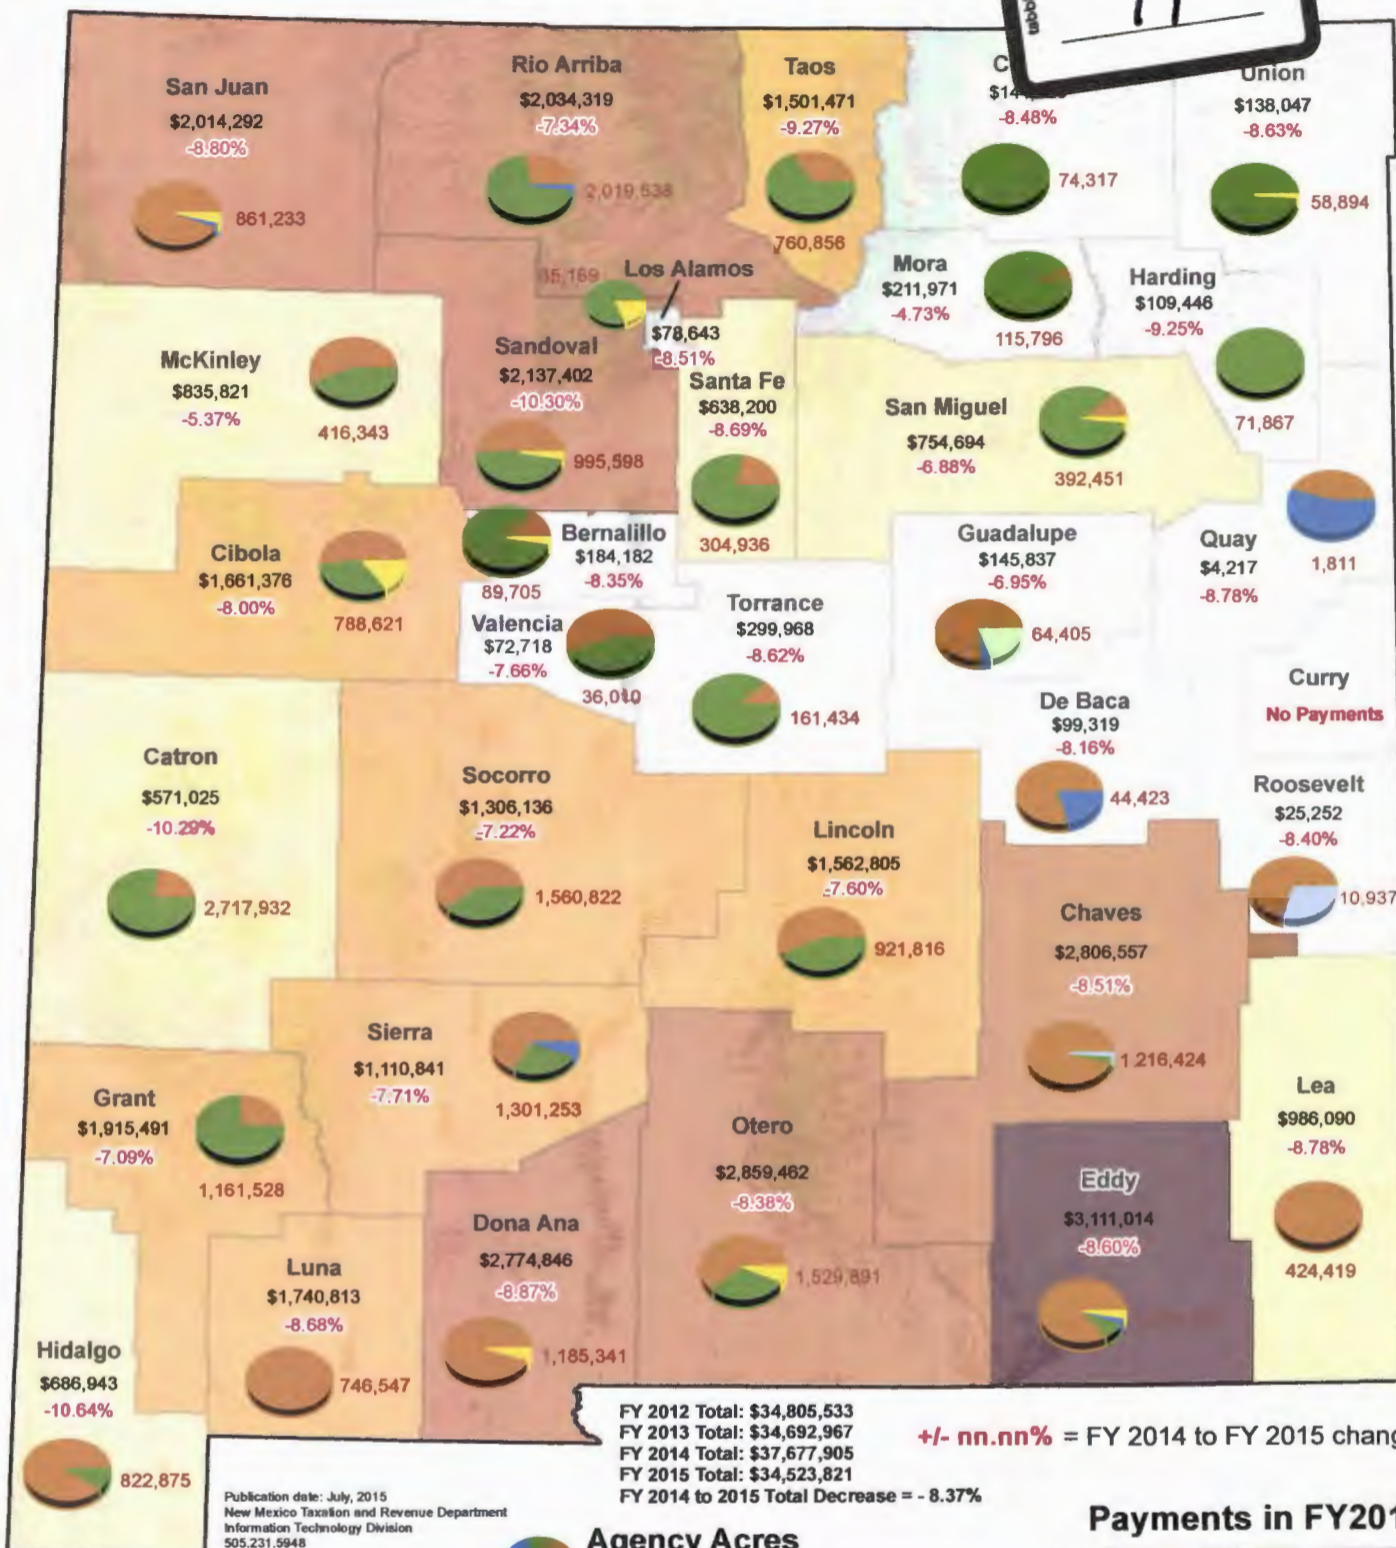 San Juan
$2,014,292
-8.80%
861,233
Rio Arriba
$2,034,319
-7.34%
2,019,538
Taos
$1,501,471
-9.27%
760,856
C
-8.48%
74,317
Union
$138,047
-8.63%
58,894
Mora
$211,971
-4.73%
115,796
Harding
$109,446
-9.25%
71,867
Los Alamos
$78,643
-8.51%
McKinley
$835,821
-5.37%
416,343
Sandoval
$2,137,402
-10.30%
995,598
Santa Fe
$638,200
-8.69%
304,936
San Miguel
$754,694
-6.88%
392,451
Cibola
$1,661,376
-8.00%
788,621
Bernalillo
$184,182
-8.35%
89,705
Valencia
$72,718
-7.66%
36,010
Torrance
$299,968
-8.62%
161,434
Guadalupe
$145,837
-6.95%
64,405
Quay
$4,217
-8.78%
1,811
Curry
No Payments
De Baca
$99,319
-8.16%
44,423
Roosevelt
$25,252
-8.40%
10,937
Catron
$571,025
-10.29%
2,717,932
Socorro
$1,306,136
-7.22%
1,560,822
Lincoln
$1,562,805
-7.60%
921,816
Chaves
$2,806,557
-8.51%
1,216,424
Sierra
$1,110,841
-7.71%
1,301,253
Grant
$1,915,491
-7.09%
1,161,528
Otero
$2,859,462
-8.38%
1,529,891
Lea
$986,090
-8.78%
424,419
Eddy
$3,111,014
-8.60%
Dona Ana
$2,774,846
-8.87%
1,185,341
Luna
$1,740,813
-8.68%
746,547
Hidalgo
$686,943
-10.64%
822,875
FY 2012 Total: $34,805,533
FY 2013 Total: $34,692,967
FY 2014 Total: $37,677,905
FY 2015 Total: $34,523,821
FY 2014 to 2015 Total Decrease = - 8.37%
+/- nn.nn% = FY 2014 to FY 2015 chang
Publication date: July, 2015
New Mexico Taxation and Revenue Department
Information Technology Division
505.231.5948
Agency Acres
Payments in FY201